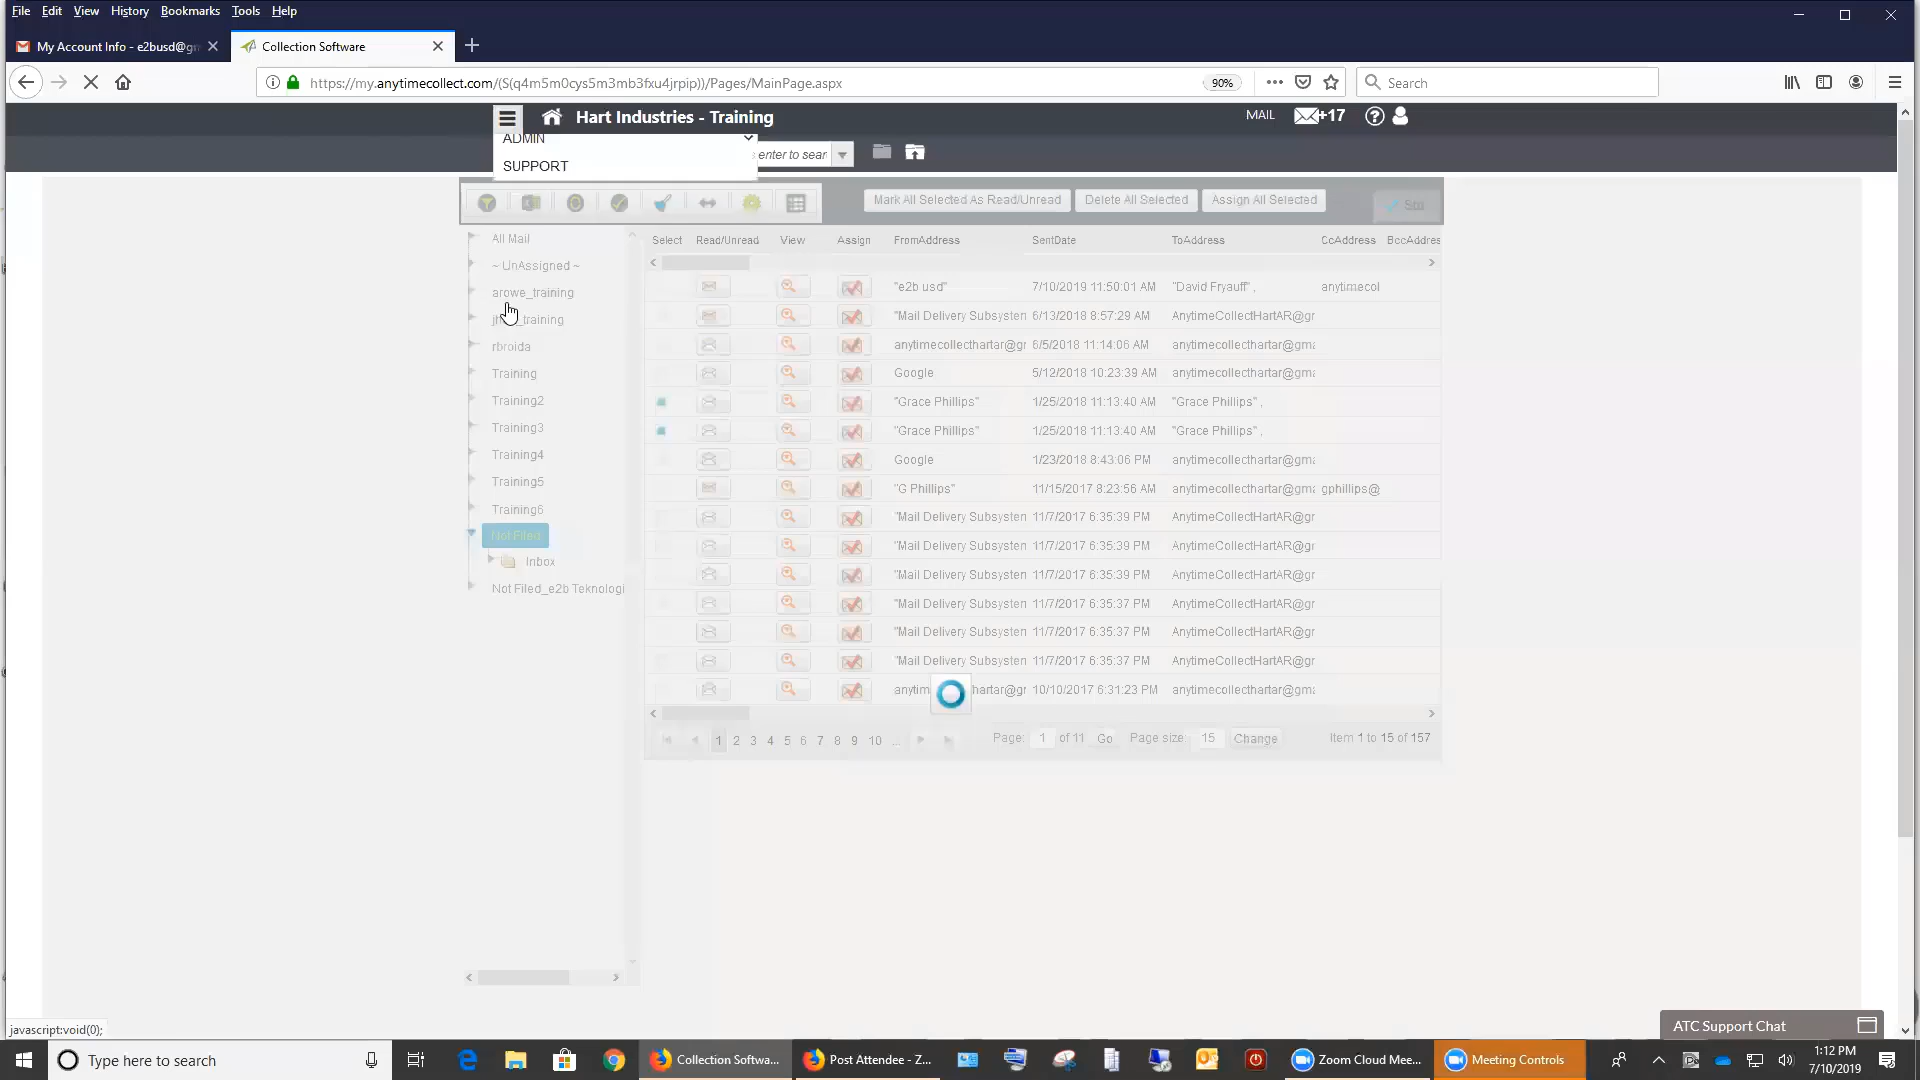 File Edit View History Bookmarks Tools Help
My Account Info - e2busd@gm
Collection Software
https://my.anytimecollect.com/(S(q4m5m0cys5m3mb3fxu4jrpip))/Pages/MainPage.aspx
90%
Search
Hart Industries - Training
MAIL
+17
ADMIN
SUPPORT
enter to sear
Mark All Selected As Read/Unread
Delete All Selected
Assign All Selected
All Mail
~ UnAssigned ~
arowe_training
training
rbroida
Training
Training2
Training3
Training4
Training5
Training6
Not Filed
Inbox
Not Filed_e2b Teknologi
Select Read/Unread View Assign FromAddress SentDate ToAddress CcAddress BccAddres
"e2b usd" 7/10/2019 11:50:01 AM "David Fryauff" , anytimecol
"Mail Delivery Subsysten 6/13/2018 8:57:29 AM AnytimeCollectHartAR@gr
anytimecollecthartar@gr 6/5/2018 11:14:06 AM anytimecollecthartar@gma
Google 5/12/2018 10:23:39 AM anytimecollecthartar@gma
"Grace Phillips" 1/25/2018 11:13:40 AM "Grace Phillips" ,
"Grace Phillips" 1/25/2018 11:13:40 AM "Grace Phillips" ,
Google 1/23/2018 8:43:06 PM anytimecollecthartar@gma
"G Phillips" 11/15/2017 8:23:56 AM anytimecollecthartar@gma gphillips@
"Mail Delivery Subsysten 11/7/2017 6:35:39 PM AnytimeCollectHartAR@gr
"Mail Delivery Subsysten 11/7/2017 6:35:39 PM AnytimeCollectHartAR@gr
"Mail Delivery Subsysten 11/7/2017 6:35:39 PM AnytimeCollectHartAR@gr
"Mail Delivery Subsysten 11/7/2017 6:35:37 PM AnytimeCollectHartAR@gr
"Mail Delivery Subsysten 11/7/2017 6:35:37 PM AnytimeCollectHartAR@gr
"Mail Delivery Subsysten 11/7/2017 6:35:37 PM AnytimeCollectHartAR@gr
anytim hartar@gr 10/10/2017 6:31:23 PM anytimecollecthartar@gma
1 2 3 4 5 6 7 8 9 10 ... Page: 1 of 11 Go Page size 15 Change Item 1 to 15 of 157
ATC Support Chat
javascript:void(0);
Type here to search
Collection Softwa...
Post Attendee - Z...
Zoom Cloud Mee...
Meeting Controls
1:12 PM
7/10/2019